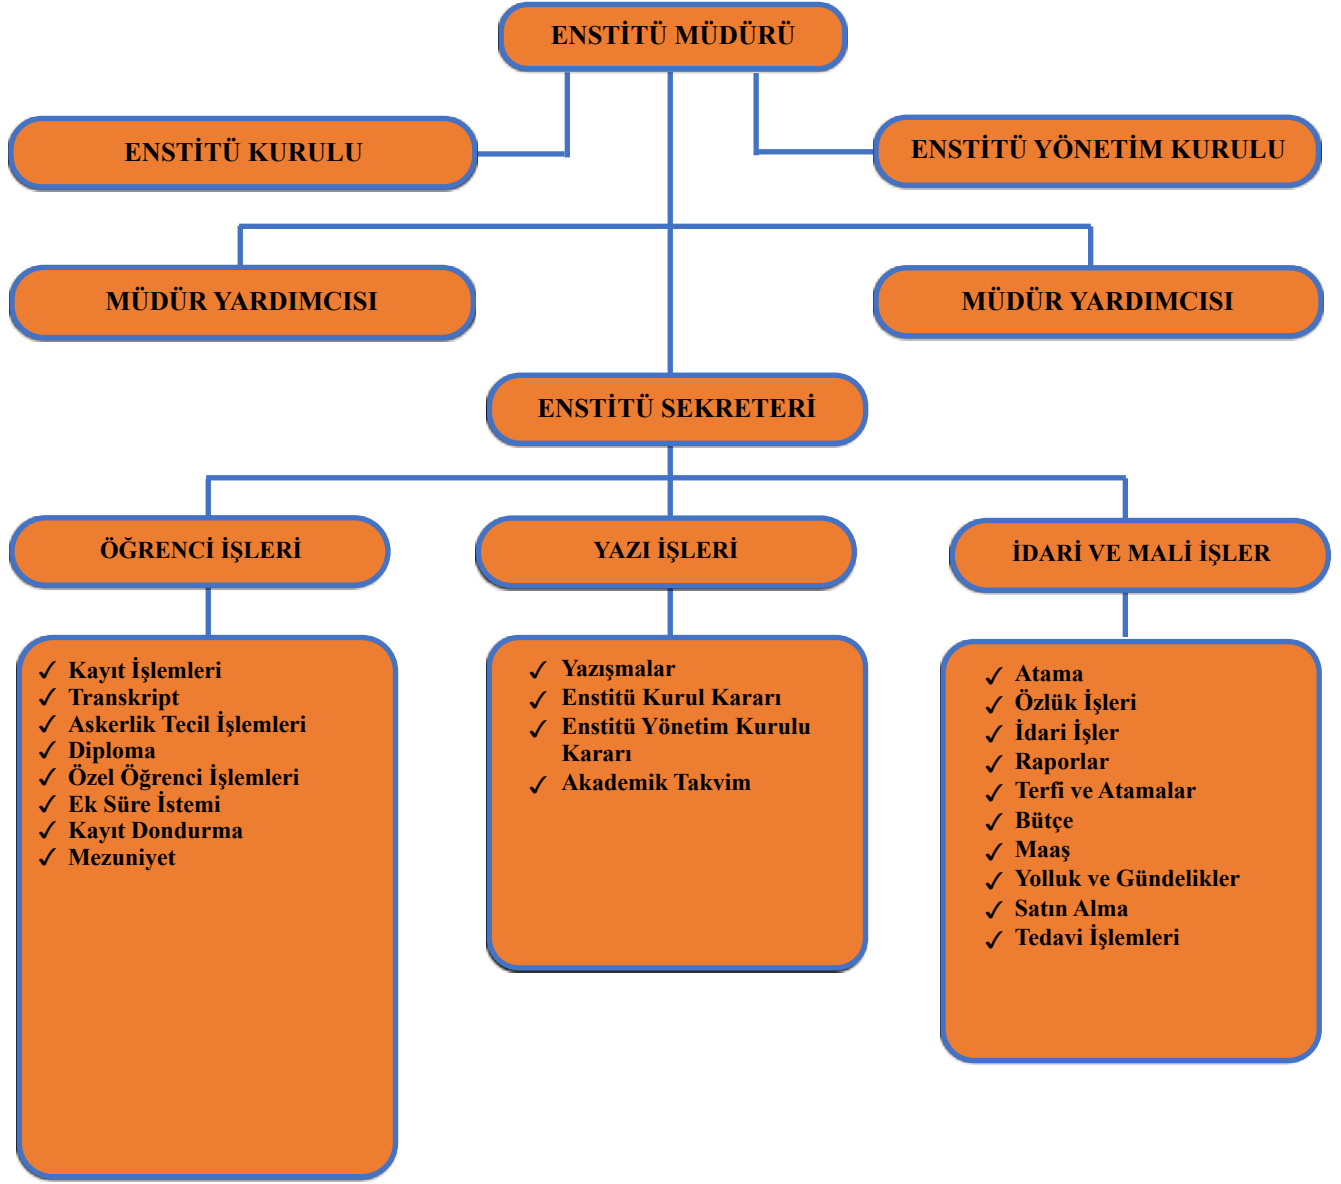 ENSTİTÜ MÜDÜRÜ
ENSTİTÜ KURULU
ENSTİTÜ YÖNETİM KURULU
MÜDÜR YARDIMCISI
MÜDÜR YARDIMCISI
ENSTİTÜ SEKRETERİ
ÖĞRENCİ İŞLERİ
YAZI İŞLERİ
İDARİ VE MALİ İŞLER
✓ Kayıt İşlemleri
✓ Transkript
✓ Askerlik Tecil İşlemleri
✓ Diploma
✓ Özel Öğrenci İşlemleri
✓ Ek Süre İstemi
✓ Kayıt Dondurma
✓ Mezuniyet
✓ Yazışmalar
✓ Enstitü Kurul Kararı
✓ Enstitü Yönetim Kurulu
Kararı
✓ Akademik Takvim
✓ Atama
✓ Özlük İşleri
✓ İdari İşler
✓ Raporlar
✓ Terfi ve Atamalar
✓ Bütçe
✓ Maaş
✓ Yolluk ve Gündelikler
✓ Satın Alma
✓ Tedavi İşlemleri